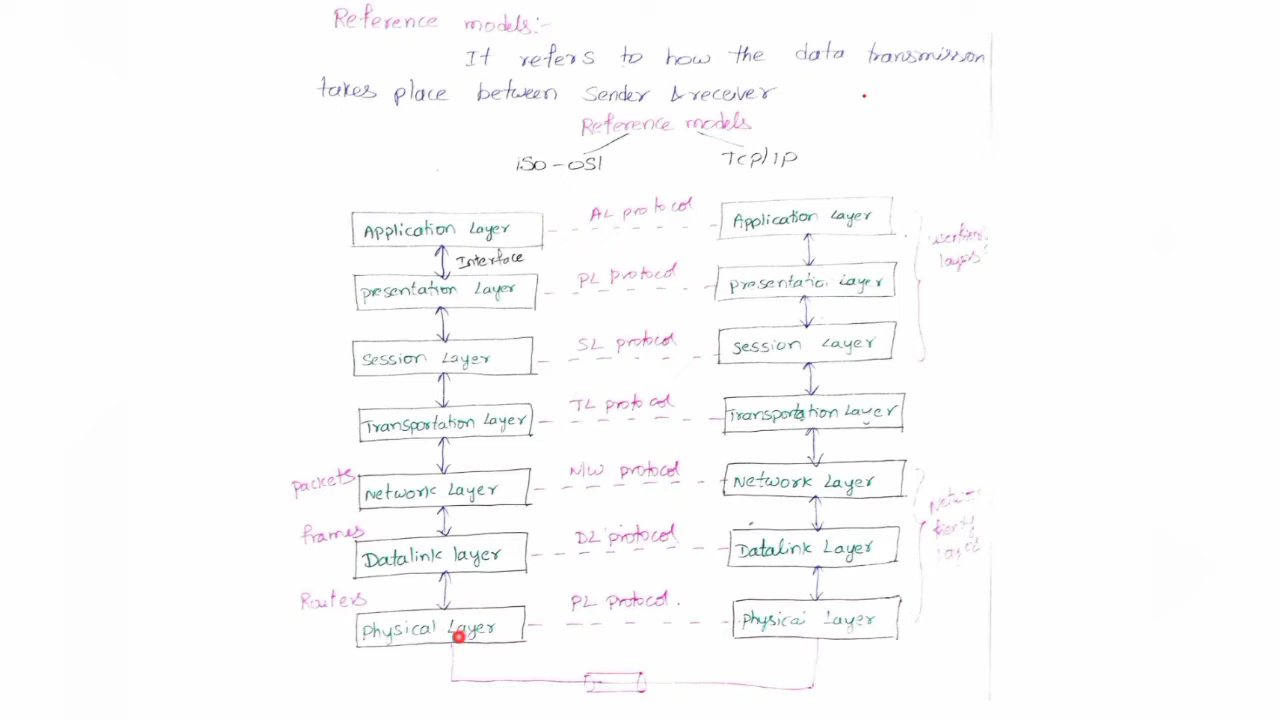 Reference models:-
It refers to how the data transmission
takes place between Sender & receiver
Reference models
ISO-OSI TCP/IP
Application Layer AL protocol Application Layer
Interface
presentation Layer PL protocol presentatio layer
Session Layer SL protocol Session Layer
Transportation Layer TL protocol Transportation Layer
packets Network Layer N/W protocol Network Layer
frames Datalink layer DL protocol Datalink Layer
Routers Physical Layer PL protocol. physical Layer
layers